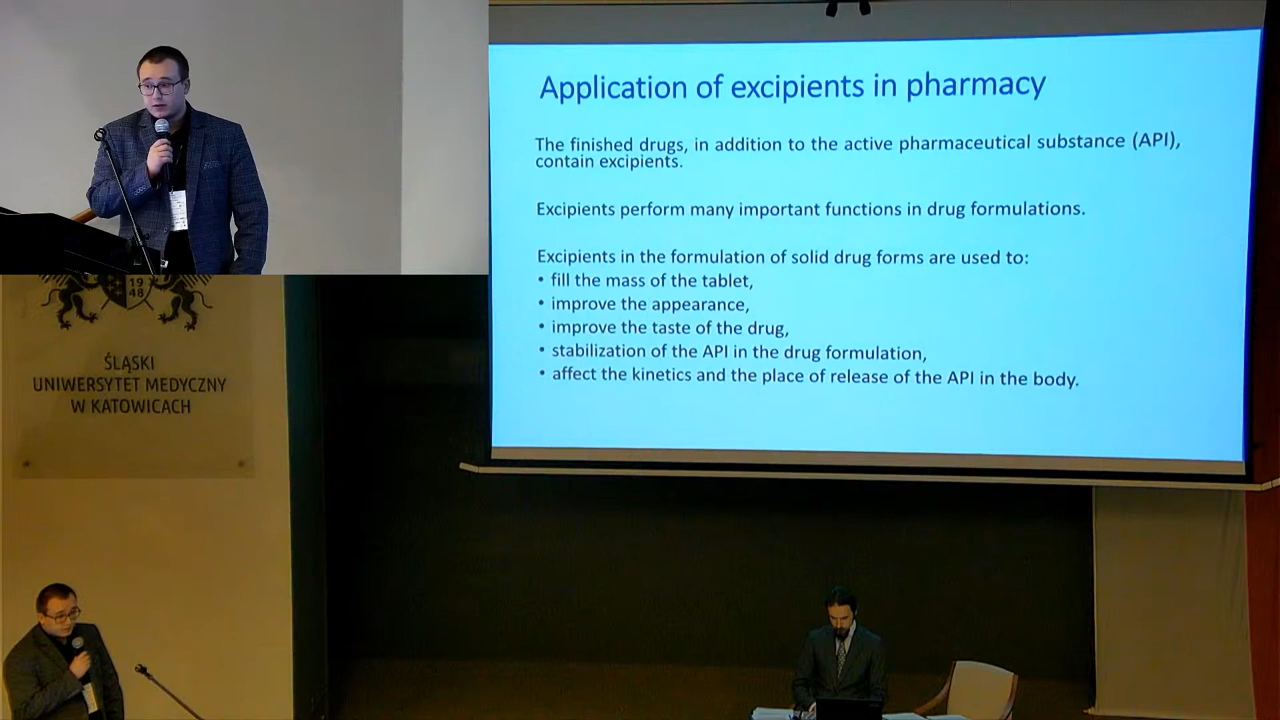 Application of excipients in pharmacy
The finished drugs, in addition to the active pharmaceutical substance (API),
contain excipients.
Excipients perform many important functions in drug formulations.
Excipients in the formulation of solid drug forms are used to:
• fill the mass of the tablet,
• improve the appearance,
• improve the taste of the drug,
• stabilization of the API in the drug formulation,
• affect the kinetics and the place of release of the API in the body.
19
48
ŚLĄSKI
UNIWERSYTET MEDYCZNY
W KATOWICACH